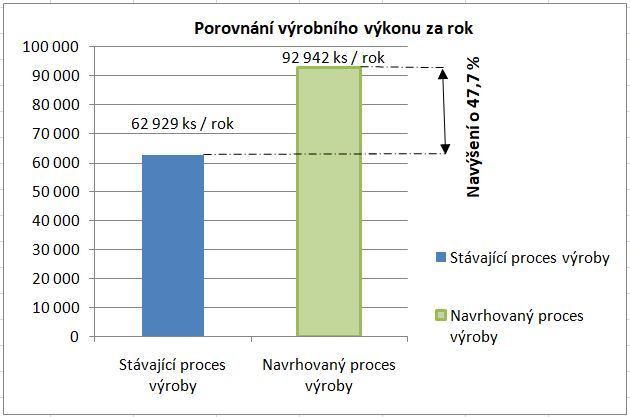 Porovnání výrobního výkonu za rok
100 000
90 000
80 000
70 000
60 000
50 000
40 000
30 000
20 000
10 000
0
62 929 ks / rok
92 942 ks / rok
Navýšení o 47,7 %
Stávající proces
výroby
Navrhovaný proces
výroby
Stávající proces výroby
Navrhovaný proces
výroby